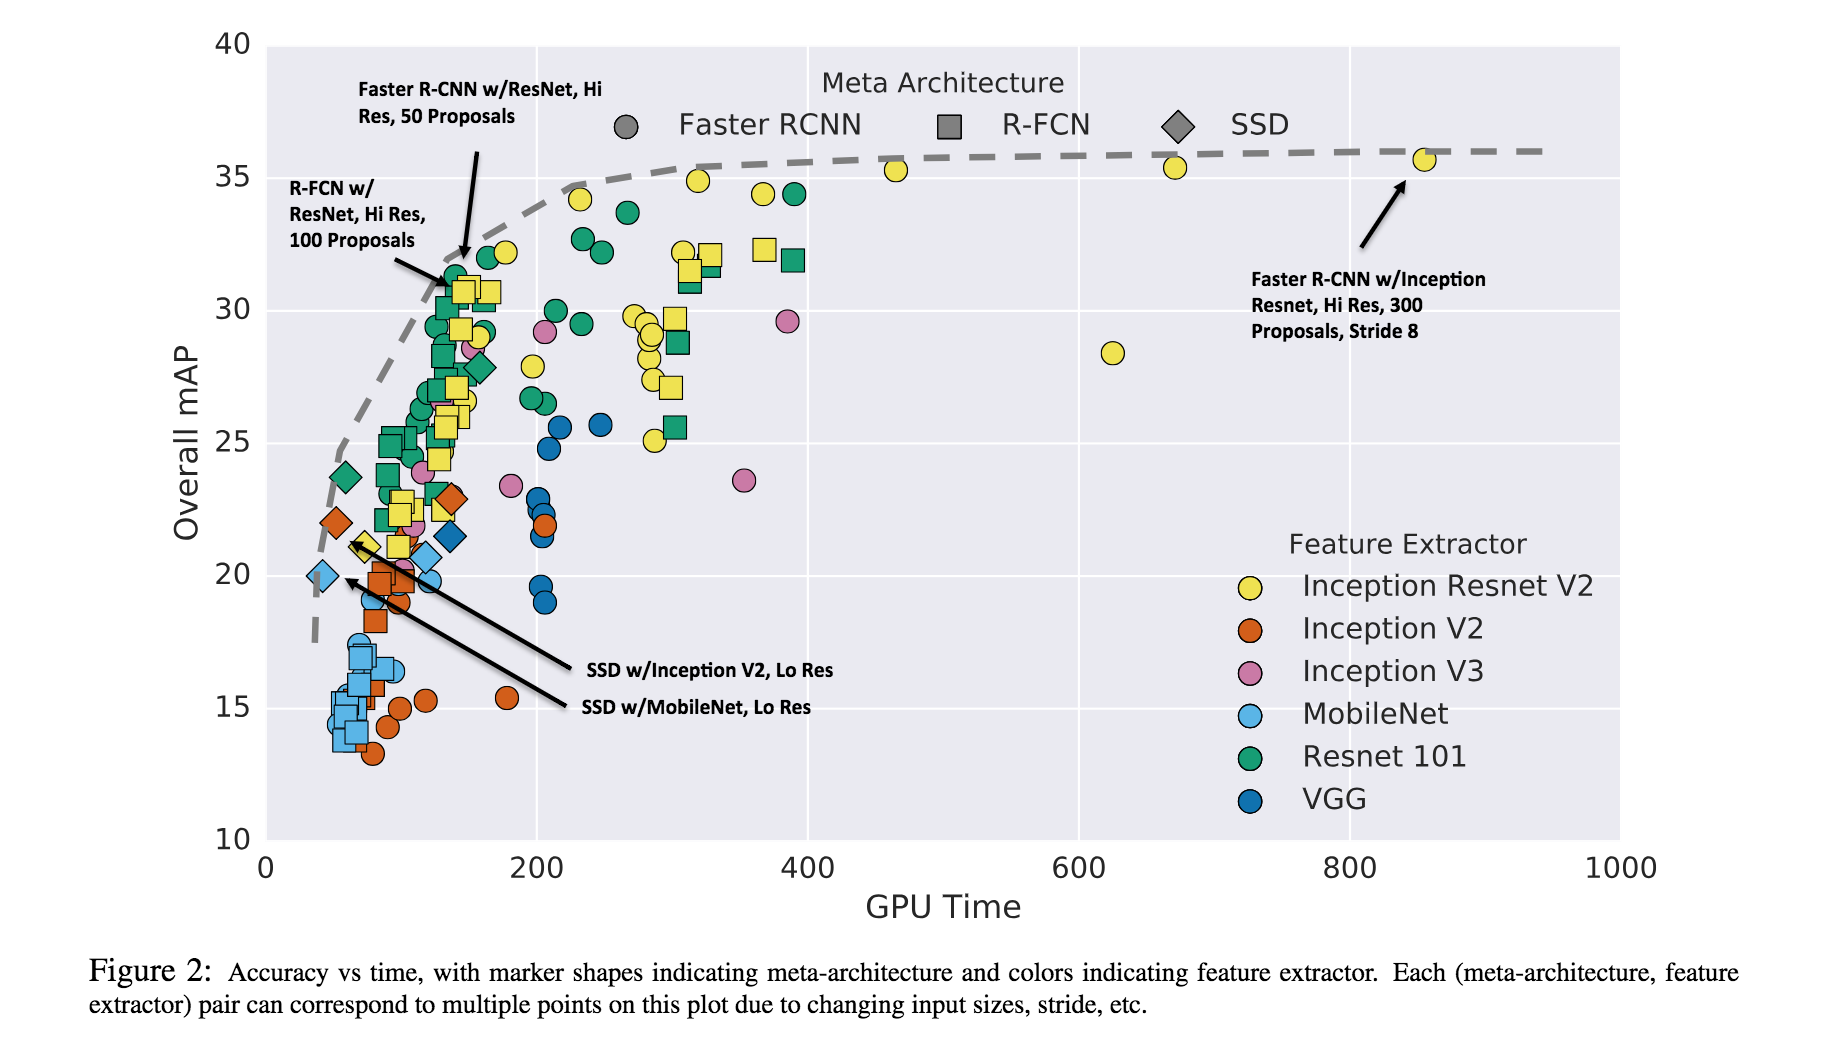 40
35
30
25
20
15
10
Overall mAP
0 200 400 600 800 1000
GPU Time
Meta Architecture
Faster RCNN R-FCN SSD
Faster R-CNN w/ResNet, Hi
Res, 50 Proposals
R-FCN w/
ResNet, Hi Res,
100 Proposals
Faster R-CNN w/Inception
Resnet, Hi Res, 300
Proposals, Stride 8
SSD w/Inception V2, Lo Res
SSD w/MobileNet, Lo Res
Feature Extractor
Inception Resnet V2
Inception V2
Inception V3
MobileNet
Resnet 101
VGG
Figure 2: Accuracy vs time, with marker shapes indicating meta-architecture and colors indicating feature extractor. Each (meta-architecture, feature
extractor) pair can correspond to multiple points on this plot due to changing input sizes, stride, etc.